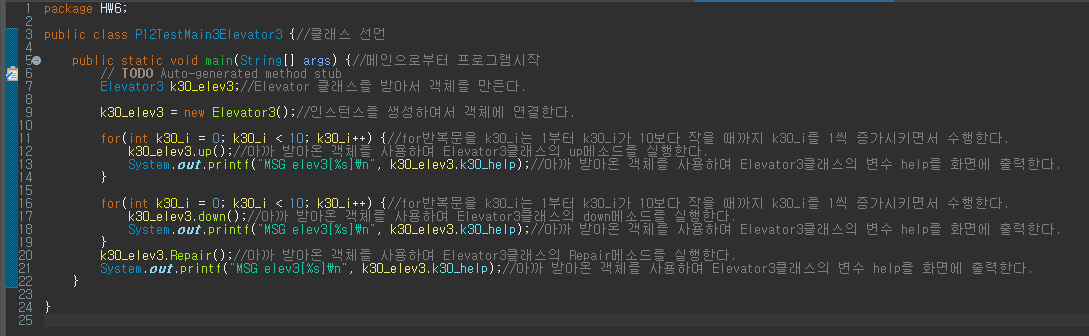 1 package HW6;
2
3 public class P12TestMain3Elevator3 {//클래스 선언
4
5 public static void main(String[] args) {//메인으로부터 프로그램시작
6 // TODO Auto-generated method stub
7 Elevator3 k30_elev3;//Elevator 클래스를 받아서 객체를 만든다.
8
9 k30_elev3 = new Elevator3();//인스턴스를 생성하여서 객체에 연결한다.
10
11 for(int k30_i = 0; k30_i < 10; k30_i++) {//for반복문을 k30_i는 1부터 k30_i가 10보다 작을 때까지 k30_i를 1씩 증가시키면서 수행한다.
12 k30_elev3.up();//아까 받아온 객체를 사용하여 Elevator3클래스의 up메소드를 실행한다.
13 System.out.printf("MSG elev3[%s]\n", k30_elev3.k30_help);//아까 받아온 객체를 사용하여 Elevator3클래스의 변수 help를 화면에 출력한다.
14 }
15
16 for(int k30_i = 0; k30_i < 10; k30_i++) {//for반복문을 k30_i는 1부터 k30_i가 10보다 작을 때까지 k30_i를 1씩 증가시키면서 수행한다.
17 k30_elev3.down();//아까 받아온 객체를 사용하여 Elevator3클래스의 down메소드를 실행한다.
18 System.out.printf("MSG elev3[%s]\n", k30_elev3.k30_help);//아까 받아온 객체를 사용하여 Elevator3클래스의 변수 help를 화면에 출력한다.
19 }
20 k30_elev3.Repair();//아까 받아온 객체를 사용하여 Elevator3클래스의 Repair메소드를 실행한다.
21 System.out.printf("MSG elev3[%s]\n", k30_elev3.k30_help);//아까 받아온 객체를 사용하여 Elevator3클래스의 변수 help를 화면에 출력한다.
22 }
23
24 }
25